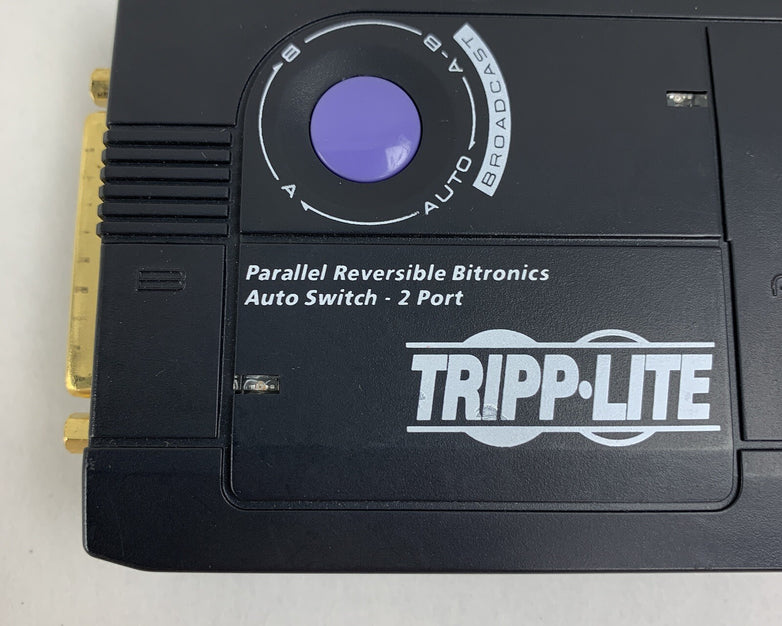 B
A-B
BROADCAST
AUTO
A
Parallel Reversible Bitronics
Auto Switch - 2 Port
TRIPP·LITE